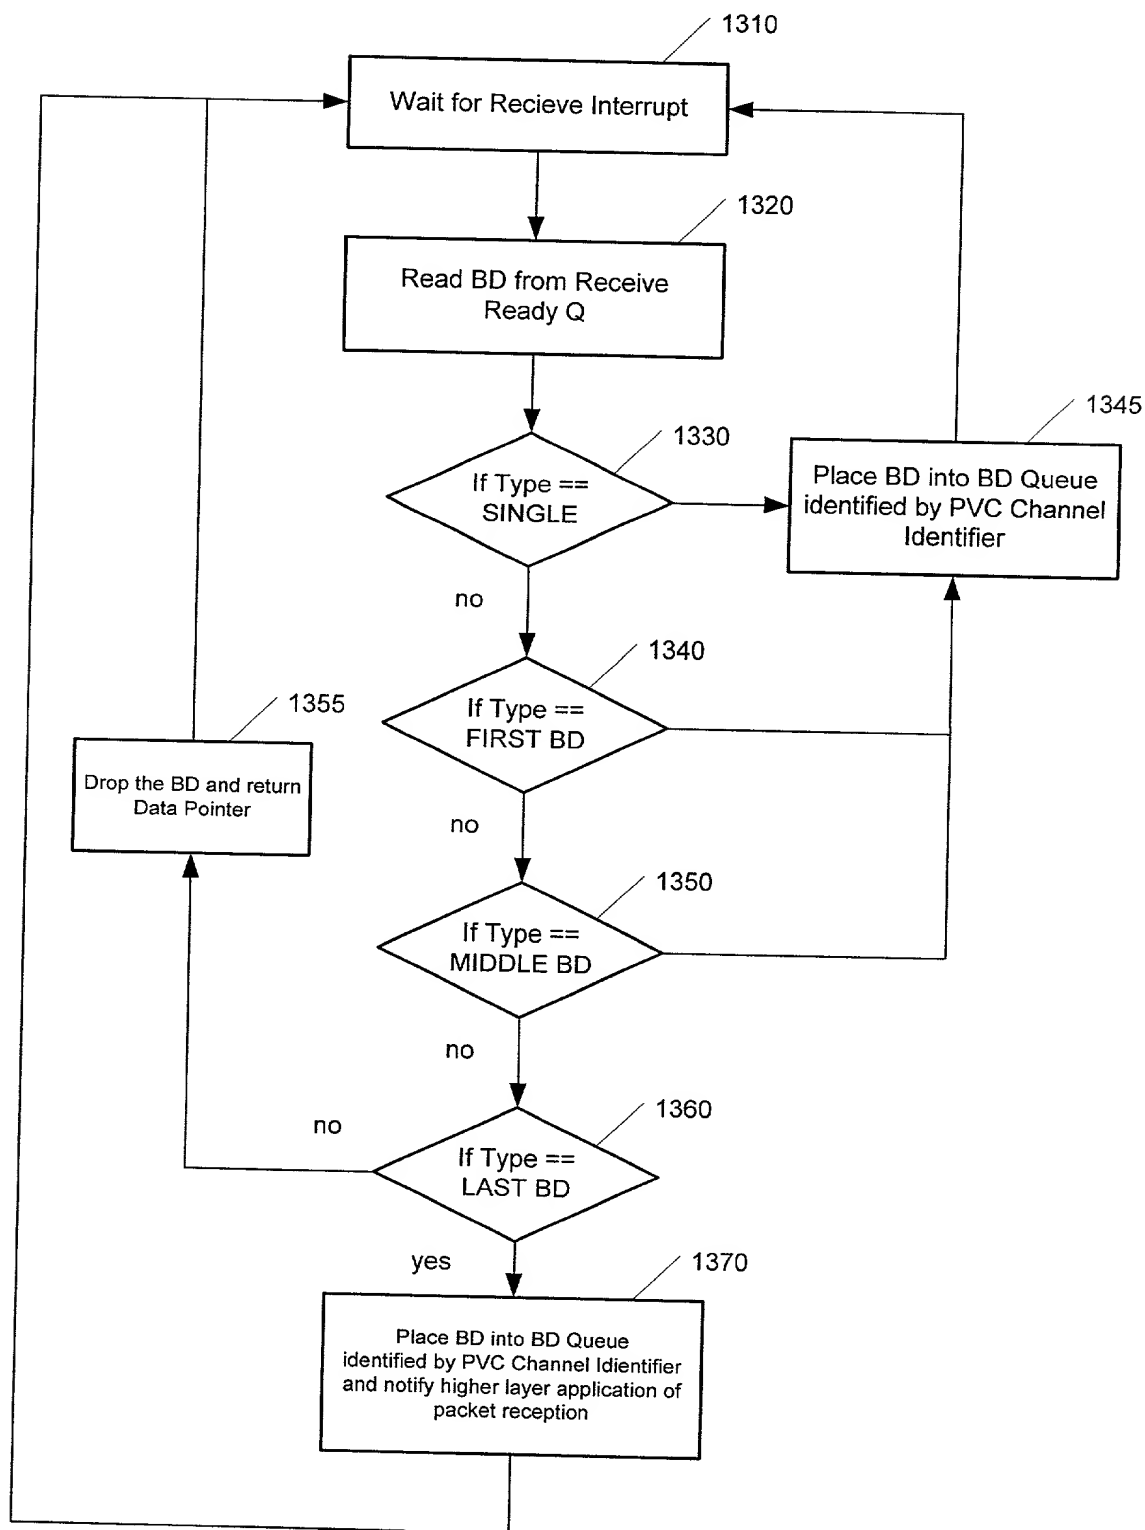 1310
Wait for Recieve Interrupt
1320
Read BD from Receive
Ready Q
1330
If Type ==
SINGLE
1345
Place BD into BD Queue
identified by PVC Channel
Identifier
no
1340
If Type ==
FIRST BD
1355
Drop the BD and return
Data Pointer
no
1350
If Type ==
MIDDLE BD
no
no
1360
If Type ==
LAST BD
yes
1370
Place BD into BD Queue
identified by PVC Channel Idientifier
and notify higher layer application of
packet reception